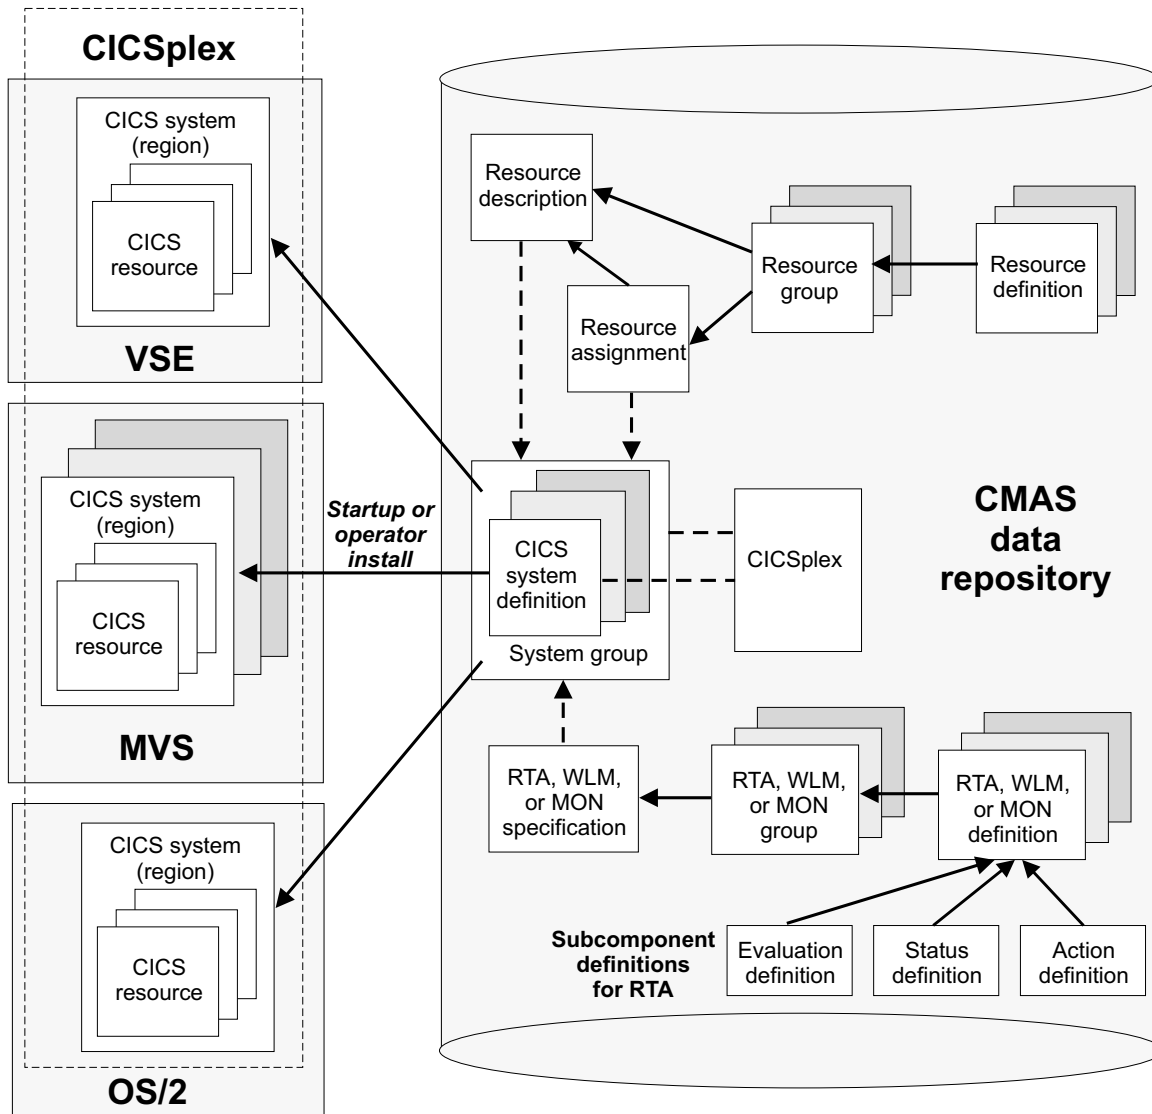 CICSplex
CICS system
(region)
CICS
resource
VSE
CICS system
(region)
CICS
resource
MVS
CICS system
(region)
CICS
resource
OS/2
Startup or
operator
install
Resource
description
Resource
assignment
Resource
group
Resource
definition
CICS
system
definition
System group
CICSplex
CMAS
data
repository
RTA, WLM,
or MON
specification
RTA, WLM,
or MON
group
RTA, WLM,
or MON
definition
Subcomponent
definitions
for RTA
Evaluation
definition
Status
definition
Action
definition